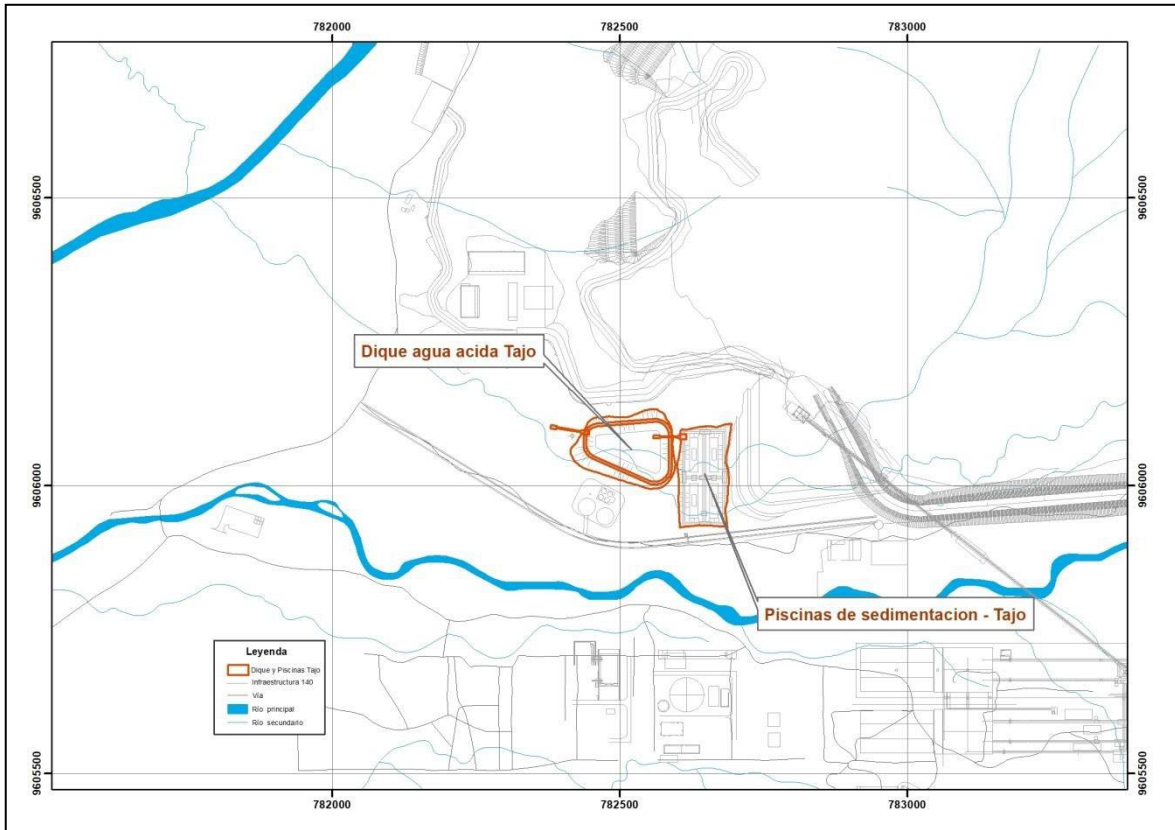 782000
782500
783000
9606500
9606500
Dique agua acida Tajo
9606000
9606000
Piscinas de sedimentacion - Tajo
Leyenda
Dique y Piscinas Tajo
Infraestructura 140
Vía
Río principal
Río secundario
9605500
9605500
782000
782500
783000